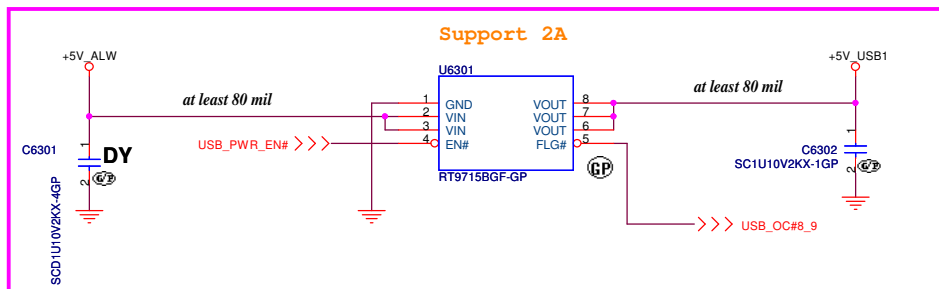 Support 2A
+5V_ALW
U6301
+5V_USB1
at least 80 mil
at least 80 mil
1 GND VOUT 8
2 VIN VOUT 7
3 VIN VOUT 6
4 EN# FLG# 5
USB_PWR_EN#
RT9715BGF-GP
GP
C6301
1
DY
2
G/P
SCD1U10V2KX-4GP
C6302
SC1U10V2KX-1GP
1
2
G/P
USB_OC#8_9